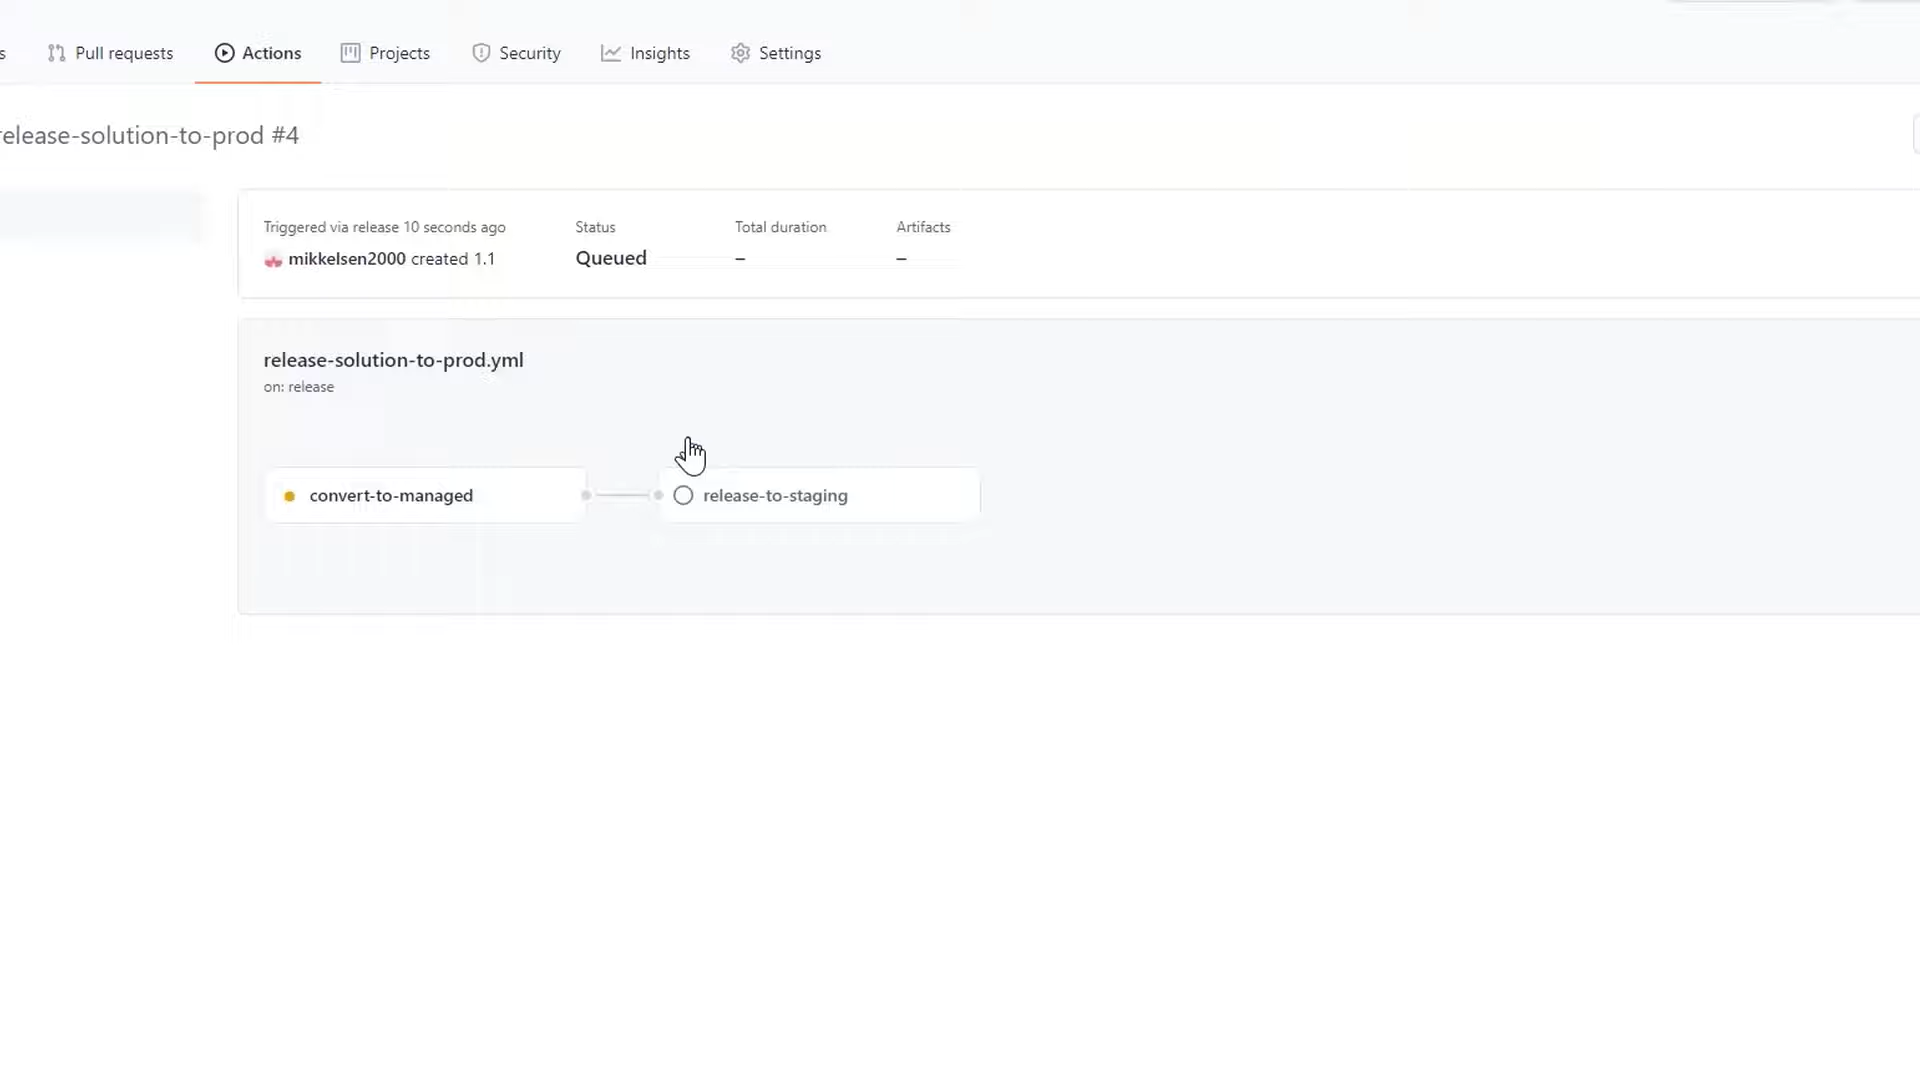 s Pull requests Actions Projects Security Insights Settings
release-solution-to-prod #4
Triggered via release 10 seconds ago Status Total duration Artifacts
mikkelsen2000 created 1.1 Queued – –
release-solution-to-prod.yml
on: release
convert-to-managed release-to-staging